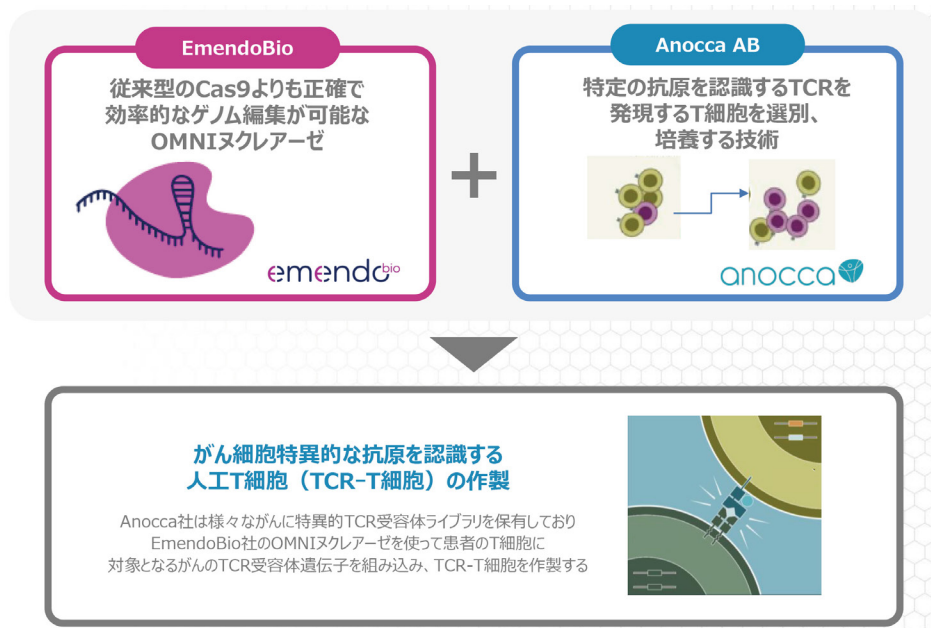 EmendoBio
従来型のCas9よりも正確で
効率的なゲノム編集が可能な
OMNIヌクレアーゼ
emendobio
Anocca AB
特定の抗原を認識するTCRを
発現するT細胞を選別、
培養する技術
anocca
+
がん細胞特異的な抗原を認識する
人工T細胞（TCR-T細胞）の作製
Anocca社は様々ながんに特異的TCR受容体ライブラリを保有しており
EmendoBio社のOMNIヌクレアーゼを使って患者のT細胞に
対象となるがんのTCR受容体遺伝子を組み込み、TCR-T細胞を作製する